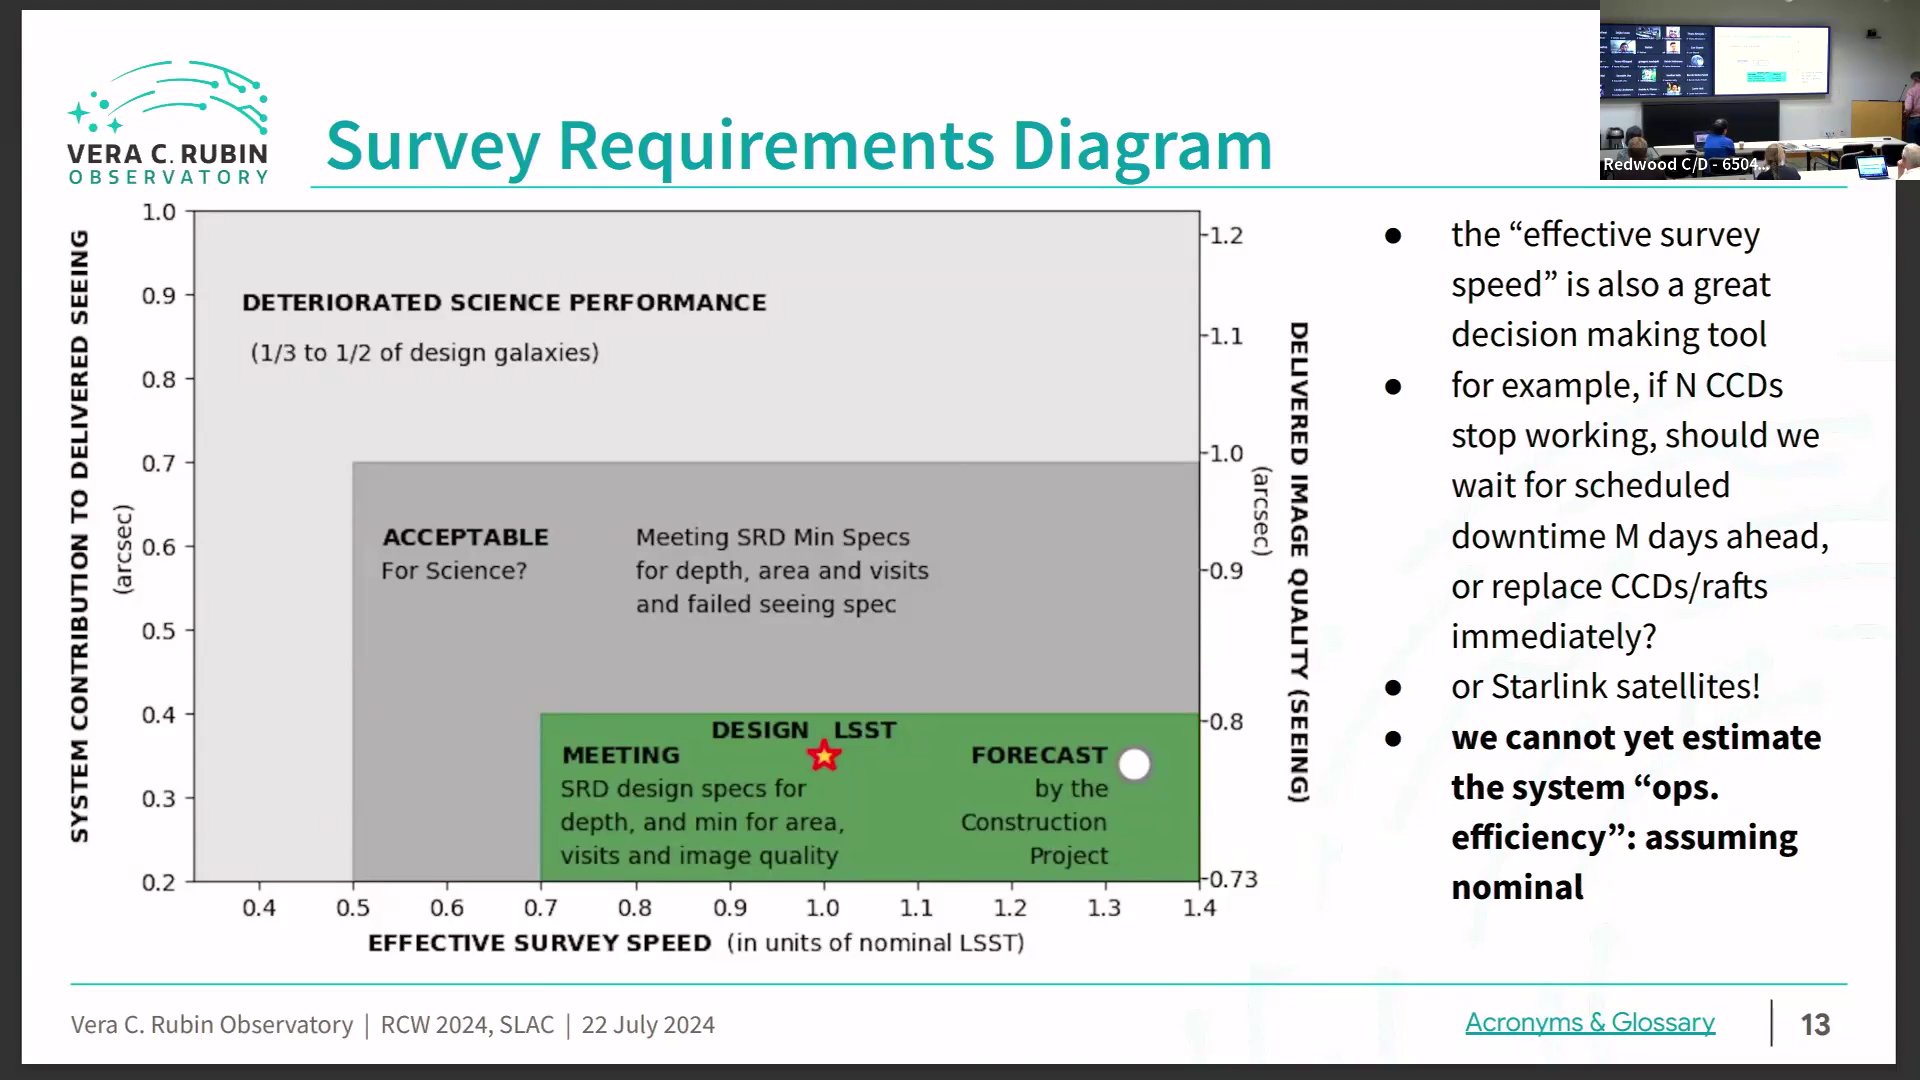 VERA C. RUBIN
OBSERVATORY
Survey Requirements Diagram
Redwood C/D - 6504...
SYSTEM CONTRIBUTION TO DELIVERED SEEING
(arcsec)
1.0
0.9
0.8
0.7
0.6
0.5
0.4
0.3
0.2
DETERIORATED SCIENCE PERFORMANCE
(1/3 to 1/2 of design galaxies)
ACCEPTABLE
For Science?
Meeting SRD Min Specs
for depth, area and visits
and failed seeing spec
DESIGN LSST
MEETING
SRD design specs for
depth, and min for area,
visits and image quality
FORECAST
by the
Construction
Project
1.2
1.1
1.0
0.9
0.8
0.73
(arcsec)
DELIVERED IMAGE QUALITY (SEEING)
0.4 0.5 0.6 0.7 0.8 0.9 1.0 1.1 1.2 1.3 1.4
EFFECTIVE SURVEY SPEED (in units of nominal LSST)
● the “effective survey
speed” is also a great
decision making tool
● for example, if N CCDs
stop working, should we
wait for scheduled
downtime M days ahead,
or replace CCDs/rafts
immediately?
● or Starlink satellites!
● we cannot yet estimate
the system “ops.
efficiency”: assuming
nominal
Vera C. Rubin Observatory | RCW 2024, SLAC | 22 July 2024
Acronyms & Glossary
13